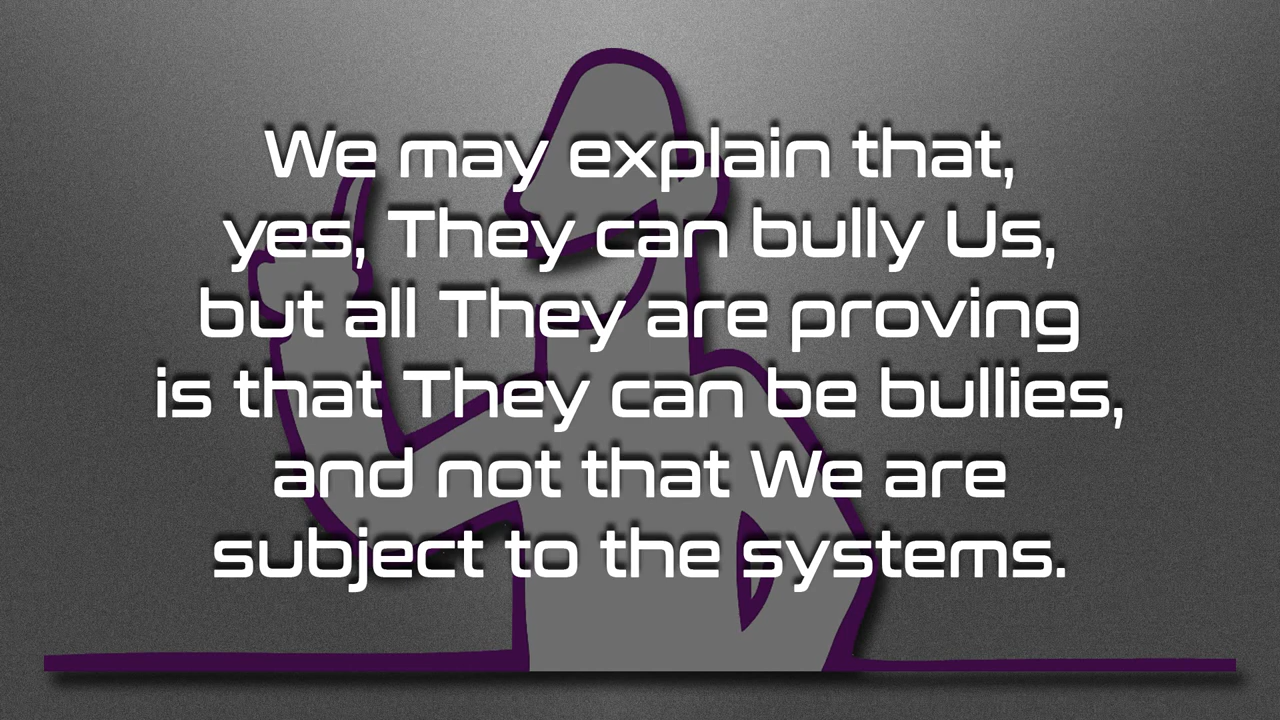 We may explain that,
yes, They can bully Us,
but all They are proving
is that They can be bullies,
and not that We are
subject to the systems.